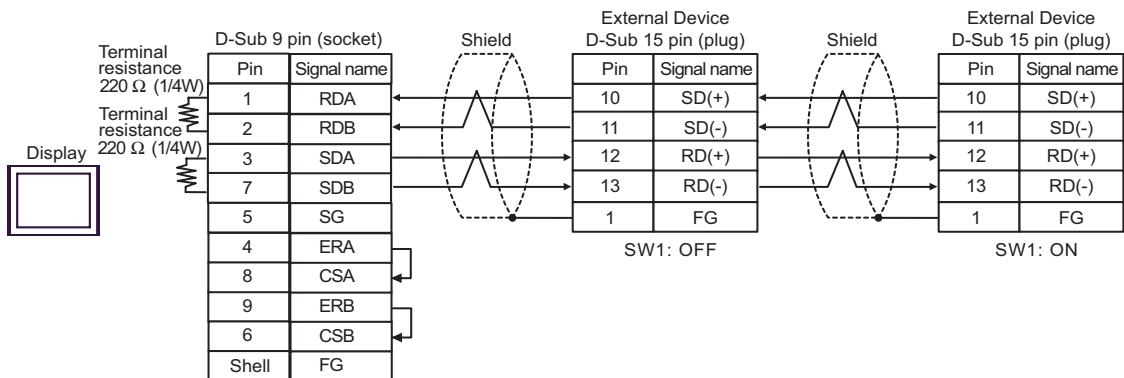 External Device
External Device
D-Sub 9 pin (socket)
Shield
D-Sub 15 pin (plug)
Shield
D-Sub 15 pin (plug)
Terminal
resistance
220 Ω (1/4W)
Terminal
resistance
220 Ω (1/4W)
Display
Pin Signal name
1 RDA
2 RDB
3 SDA
7 SDB
5 SG
4 ERA
8 CSA
9 ERB
6 CSB
Shell FG
Pin Signal name
10 SD(+)
11 SD(-)
12 RD(+)
13 RD(-)
1 FG
SW1: OFF
Pin Signal name
10 SD(+)
11 SD(-)
12 RD(+)
13 RD(-)
1 FG
SW1: ON